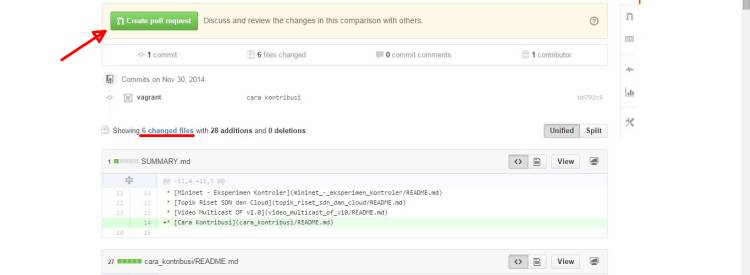 Create pull request Discuss and review the changes in this comparison with others.
1 commit 6 files changed 0 commit comments 1 contributor
Commits on Nov 30, 2014
vagrant cara kontribusi bb792c6
Showing 6 changed files with 28 additions and 0 deletions. Unified Split
1 SUMMARY.md View
@@ -11,4 +11,5 @@
11 11 * [Mininet - Eksperimen Kontroler](mininet_-_eksperimen_kontroler/README.md)
12 12 * [Topik Riset SDN dan Cloud](topik_riset_sdn_dan_cloud/README.md)
13 13 * [Video Multicast OF v1.0](video_multicast_of_v10/README.md)
14 +* [Cara Kontribusi](cara_kontribusi/README.md)
14 15
27 cara_kontribusi/README.md View